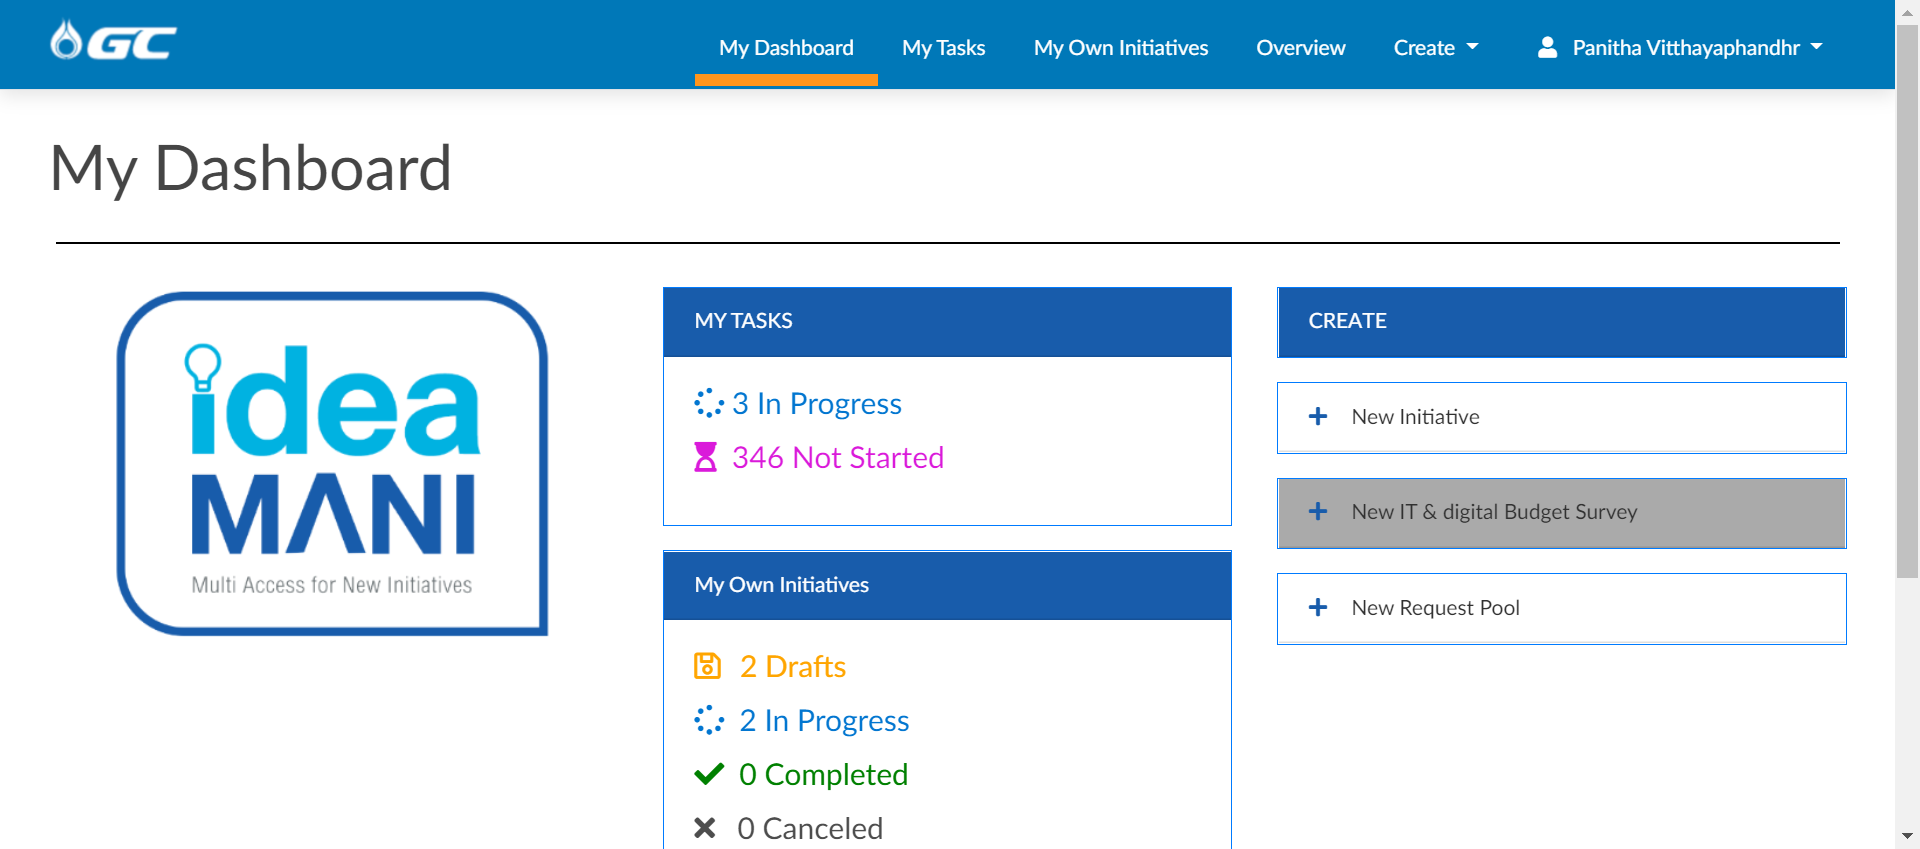 GC
My Dashboard
My Tasks
My Own Initiatives
Overview
Create
Panitha Vitthayaphandhr
My Dashboard
idea
MANI
Multi Access for New Initiatives
MY TASKS
3 In Progress
346 Not Started
My Own Initiatives
2 Drafts
2 In Progress
0 Completed
0 Canceled
CREATE
New Initiative
New IT & digital Budget Survey
New Request Pool